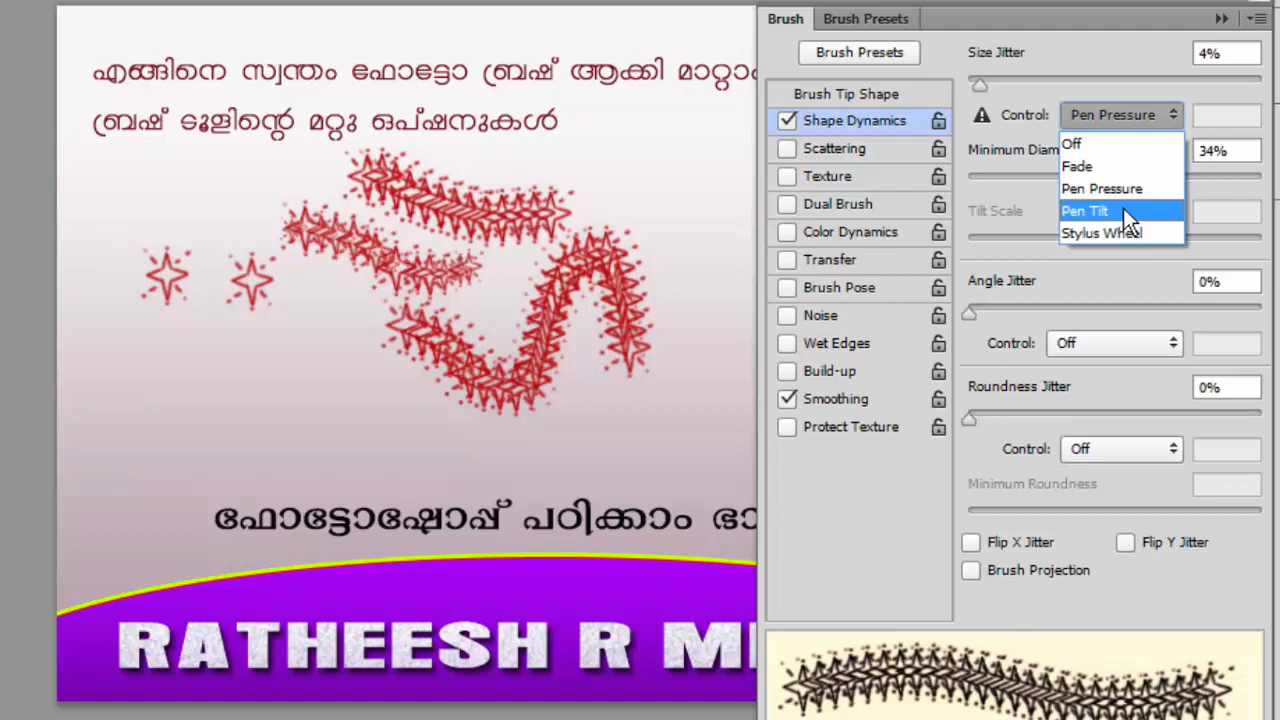 എങ്ങിനെ സ്വന്തം ഫോട്ടോ ബ്രഷ് ആക്കി
ബ്രഷ് ടൂളിന്റെ മറ്റു ഒപ്ഷനുകൾ
ഫോട്ടോഷോപ്പ് പഠിക്കാം
RATHEESH R
Brush Brush Presets
Brush Presets
Brush Tip Shape
Shape Dynamics
Scattering
Texture
Dual Brush
Color Dynamics
Transfer
Brush Pose
Noise
Wet Edges
Build-up
Smoothing
Protect Texture
Size Jitter 4%
Control: Pen Pressure
Off
Fade
Pen Pressure
Pen Tilt
Stylus Wheel
Minimum 34%
Tilt Scale
Angle Jitter 0%
Control: Off
Roundness Jitter 0%
Control: Off
Minimum Roundness
Flip X Jitter Flip Y Jitter
Brush Projection